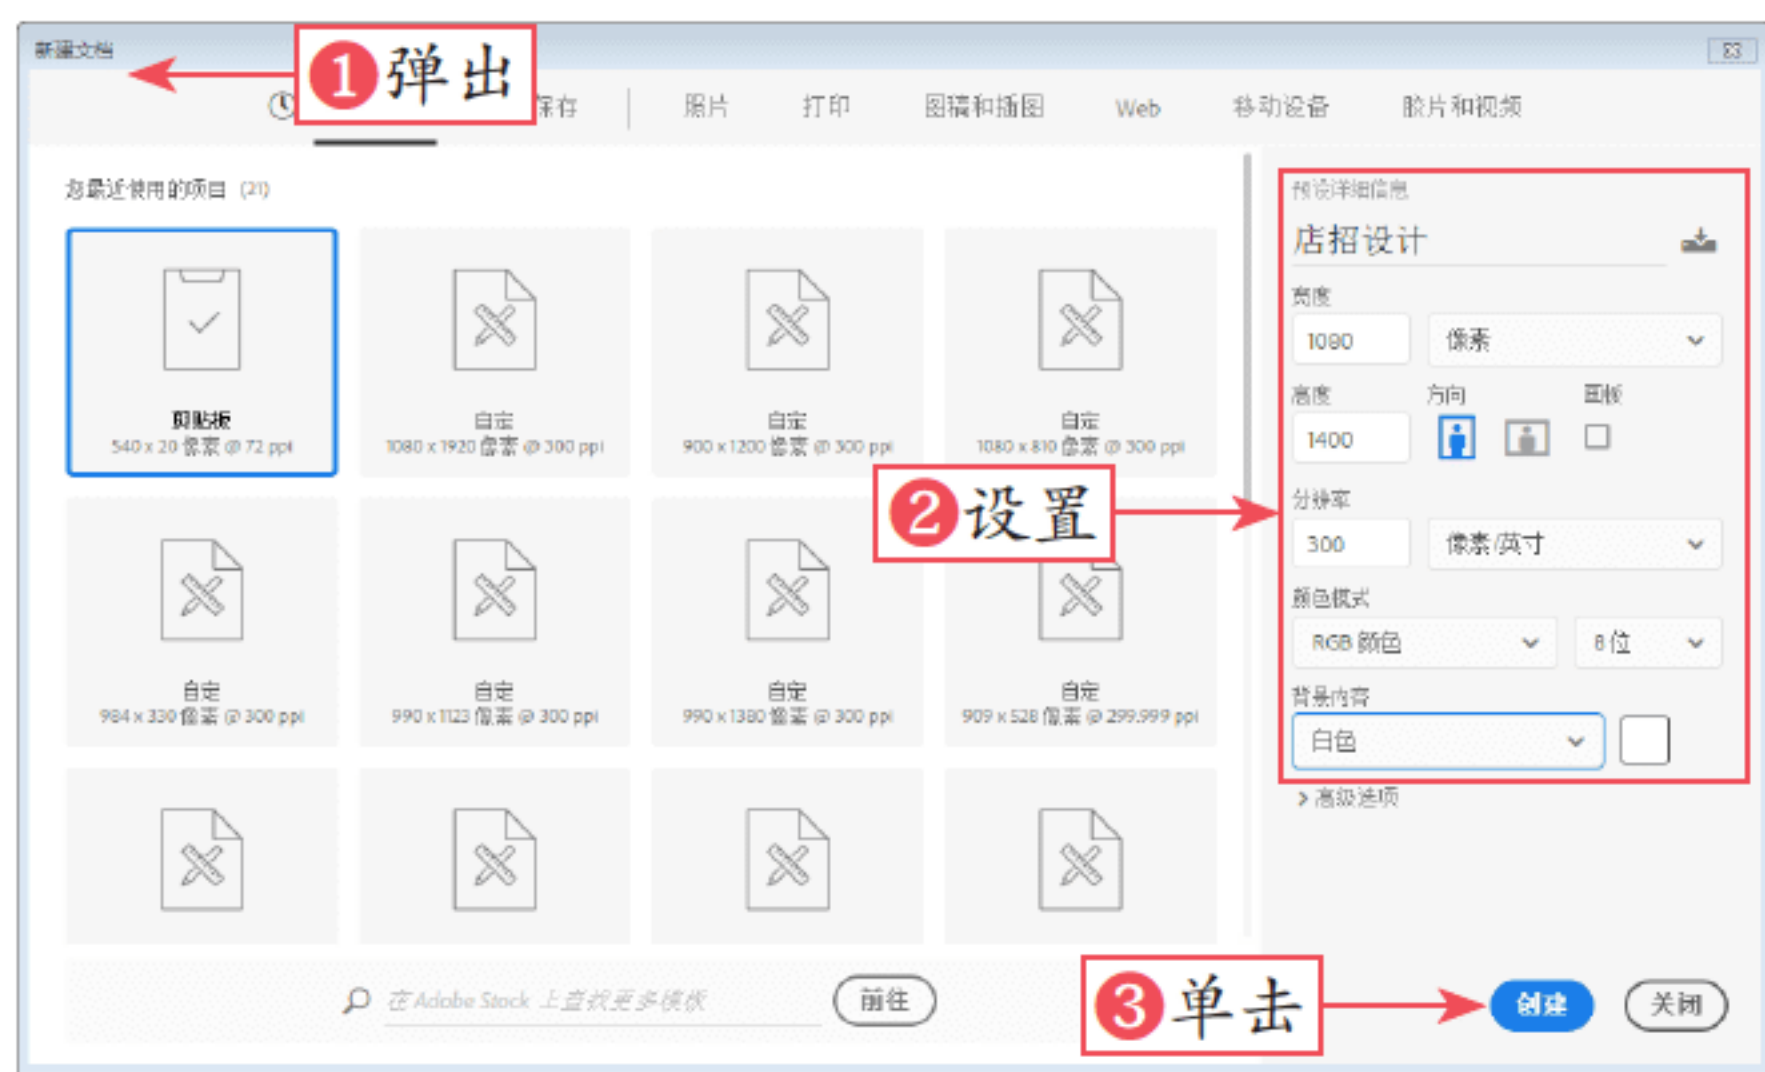 新建文档
❶弹出
保存 照片 打印 图稿和插图 Web 移动设备 胶片和视频
您最近使用的项目 (21)
剪贴板
540 x 20 像素 @ 72 ppi
自定
1080 x 1920 像素 @ 300 ppi
自定
900 x 1200 像素 @ 300 ppi
自定
1080 x 810 像素 @ 300 ppi
自定
984 x 330 像素 @ 300 ppi
自定
990 x 1123 像素 @ 300 ppi
自定
990 x 1380 像素 @ 300 ppi
自定
909 x 528 像素 @ 299.999 ppi
在 Adobe Stock 上查找更多模板
前往
❷设置
预设详细信息
店招设计
宽度
1080 像素
高度 方向 画板
1400
分辨率
300 像素/英寸
颜色模式
RGB 颜色 8 位
背景内容
白色
高级选项
❸单击
创建 关闭